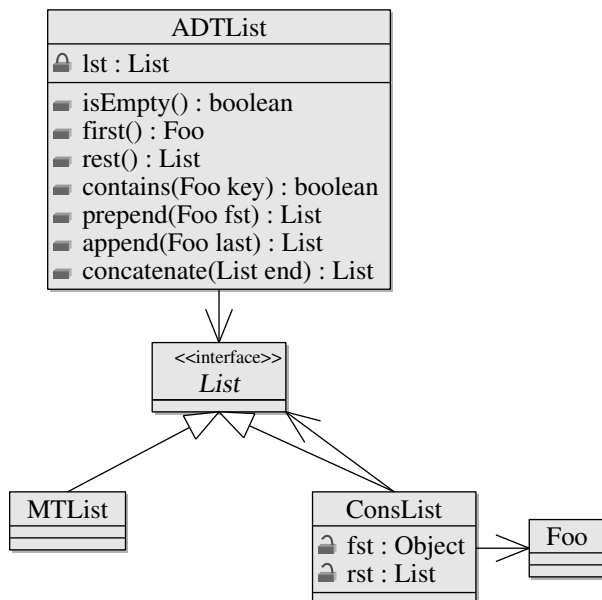 ADTList
lst : List
isEmpty() : boolean
first() : Foo
rest() : List
contains(Foo key) : boolean
prepend(Foo fst) : List
append(Foo last) : List
concatenate(List end) : List
<<interface>>
List
MTList
ConsList
fst : Object
rst : List
Foo